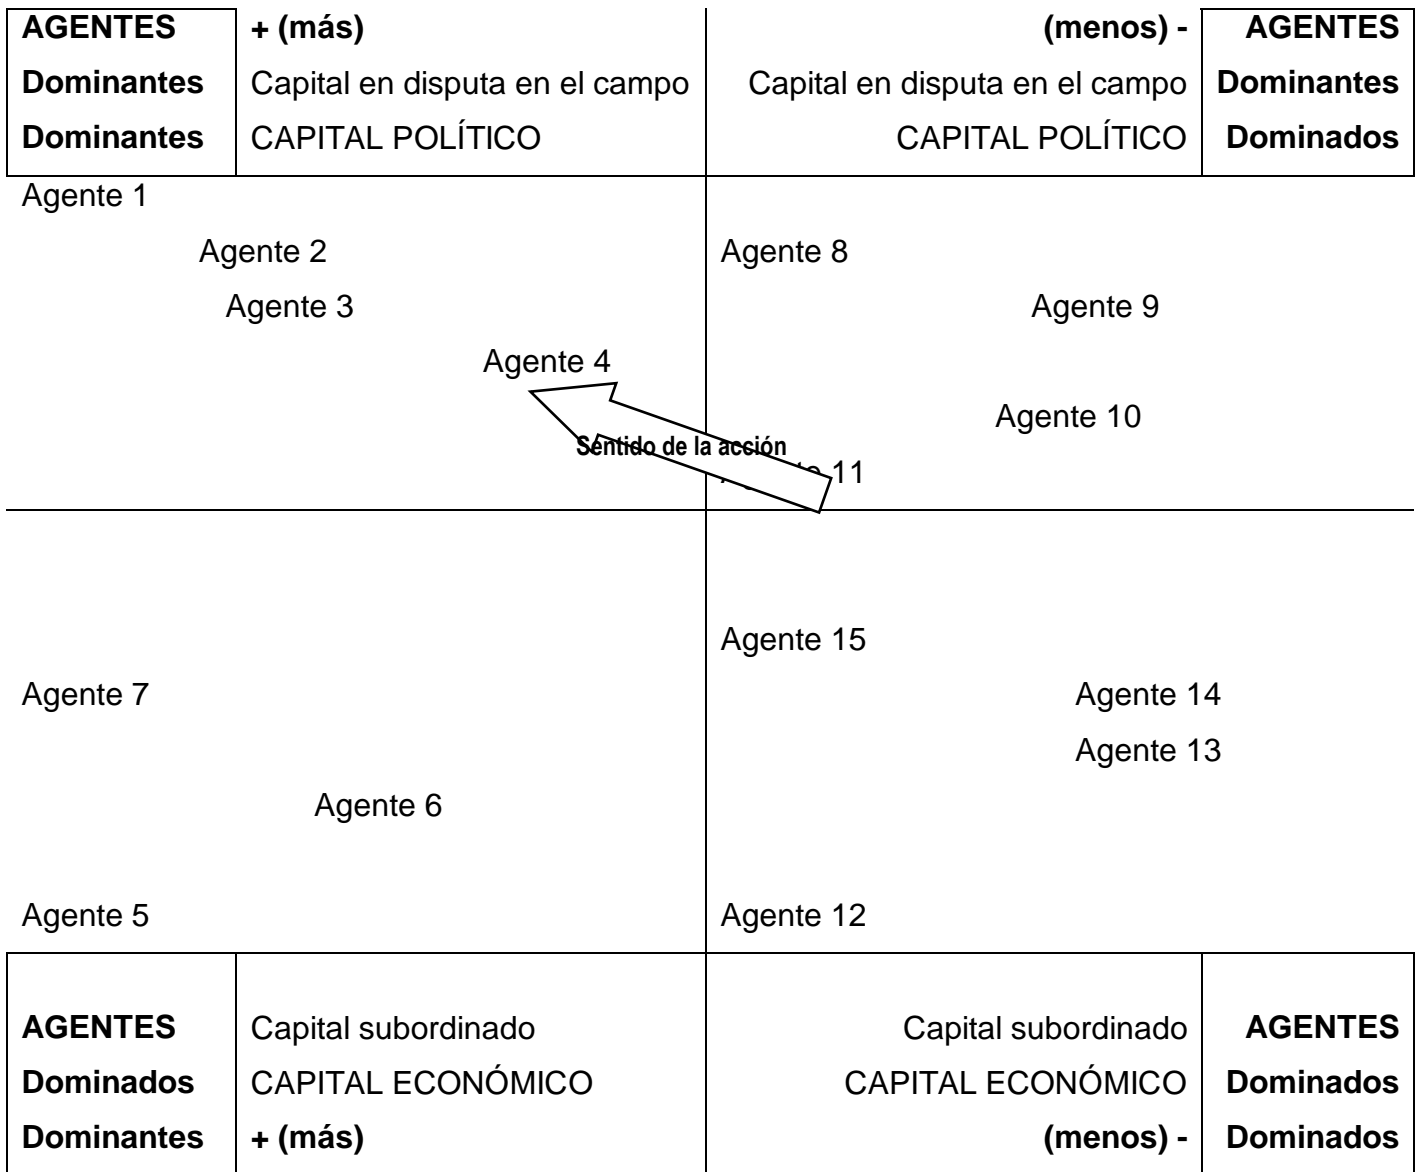 AGENTES + (más) (menos) - AGENTES
Dominantes Capital en disputa en el campo Capital en disputa en el campo Dominantes
Dominantes CAPITAL POLÍTICO CAPITAL POLÍTICO Dominados
Agente 1
Agente 2 Agente 8
Agente 3 Agente 9
Agente 4
Agente 10
Sentido de la acción
11
Agente 15
Agente 7 Agente 14
Agente 13
Agente 6
Agente 5 Agente 12
AGENTES Capital subordinado Capital subordinado AGENTES
Dominados CAPITAL ECONÓMICO CAPITAL ECONÓMICO Dominados
Dominantes + (más) (menos) - Dominados